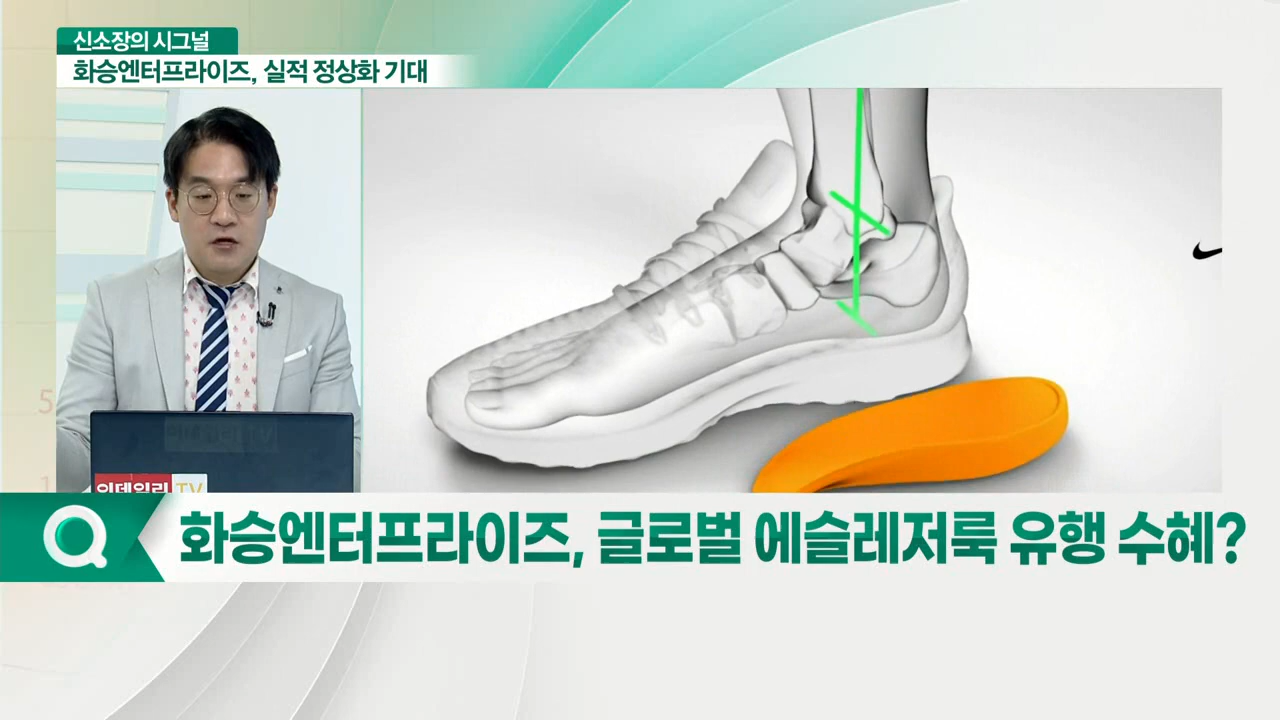 신소장의 시그널
화승엔터프라이즈, 실적 정상화 기대
이데일리 TV
화승엔터프라이즈, 글로벌 에슬레저룩 유행 수혜?